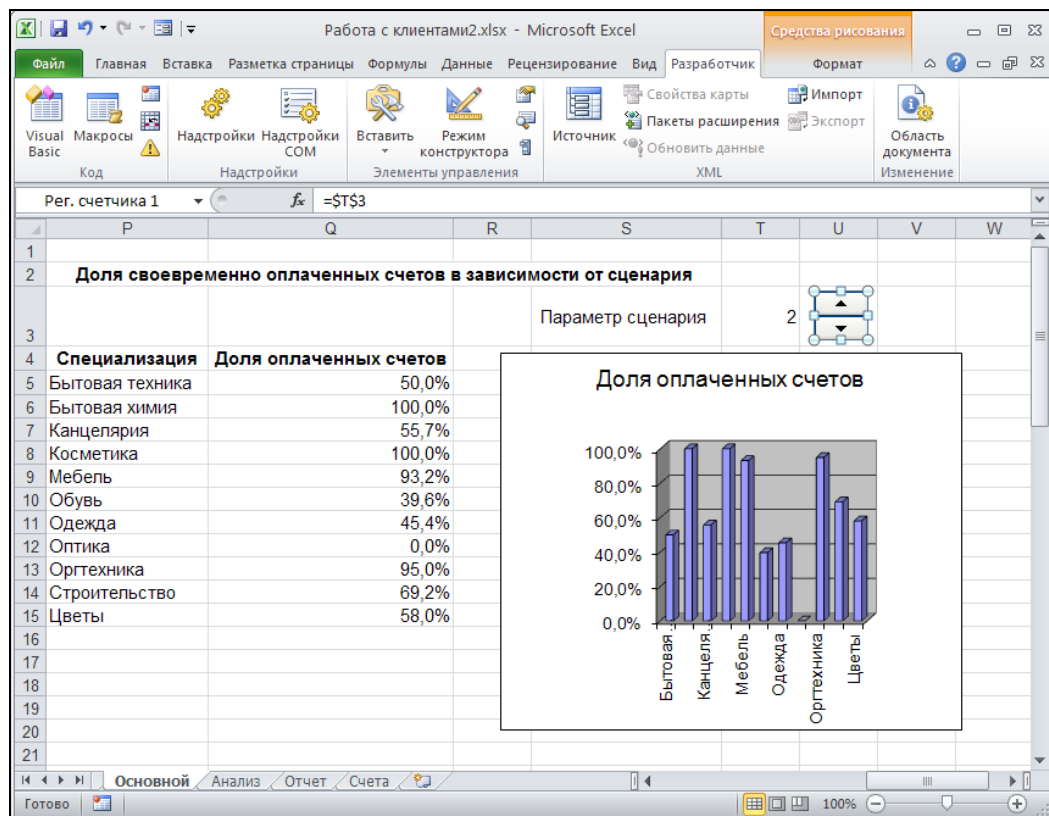 Работа с клиентами2.xlsx - Microsoft Excel
Средства рисования
Файл Главная Вставка Разметка страницы Формулы Данные Рецензирование Вид Разработчик Формат
Visual Basic
Макросы
Код
Надстройки
Надстройки COM
Надстройки
Вставить
Режим конструктора
Элементы управления
Источник
Свойства карты
Пакеты расширения
Обновить данные
Импорт
Экспорт
XML
Область документа
Изменение
Рег. счетчика 1 fx =$T$3
P Q R S T U V W
1
2 Доля своевременно оплаченных счетов в зависимости от сценария
3 Параметр сценария 2
4 Специализация Доля оплаченных счетов
5 Бытовая техника 50,0%
6 Бытовая химия 100,0%
7 Канцелярия 55,7%
8 Косметика 100,0%
9 Мебель 93,2%
10 Обувь 39,6%
11 Одежда 45,4%
12 Оптика 0,0%
13 Оргтехника 95,0%
14 Строительство 69,2%
15 Цветы 58,0%
16
17
18
19
20
21
Доля оплаченных счетов
100,0%
80,0%
60,0%
40,0%
20,0%
0,0%
Бытовая.
Канцеля.
Мебель
Одежда
Оргтехника
Цветы
Основной Анализ Отчет Счета
Готово 100%